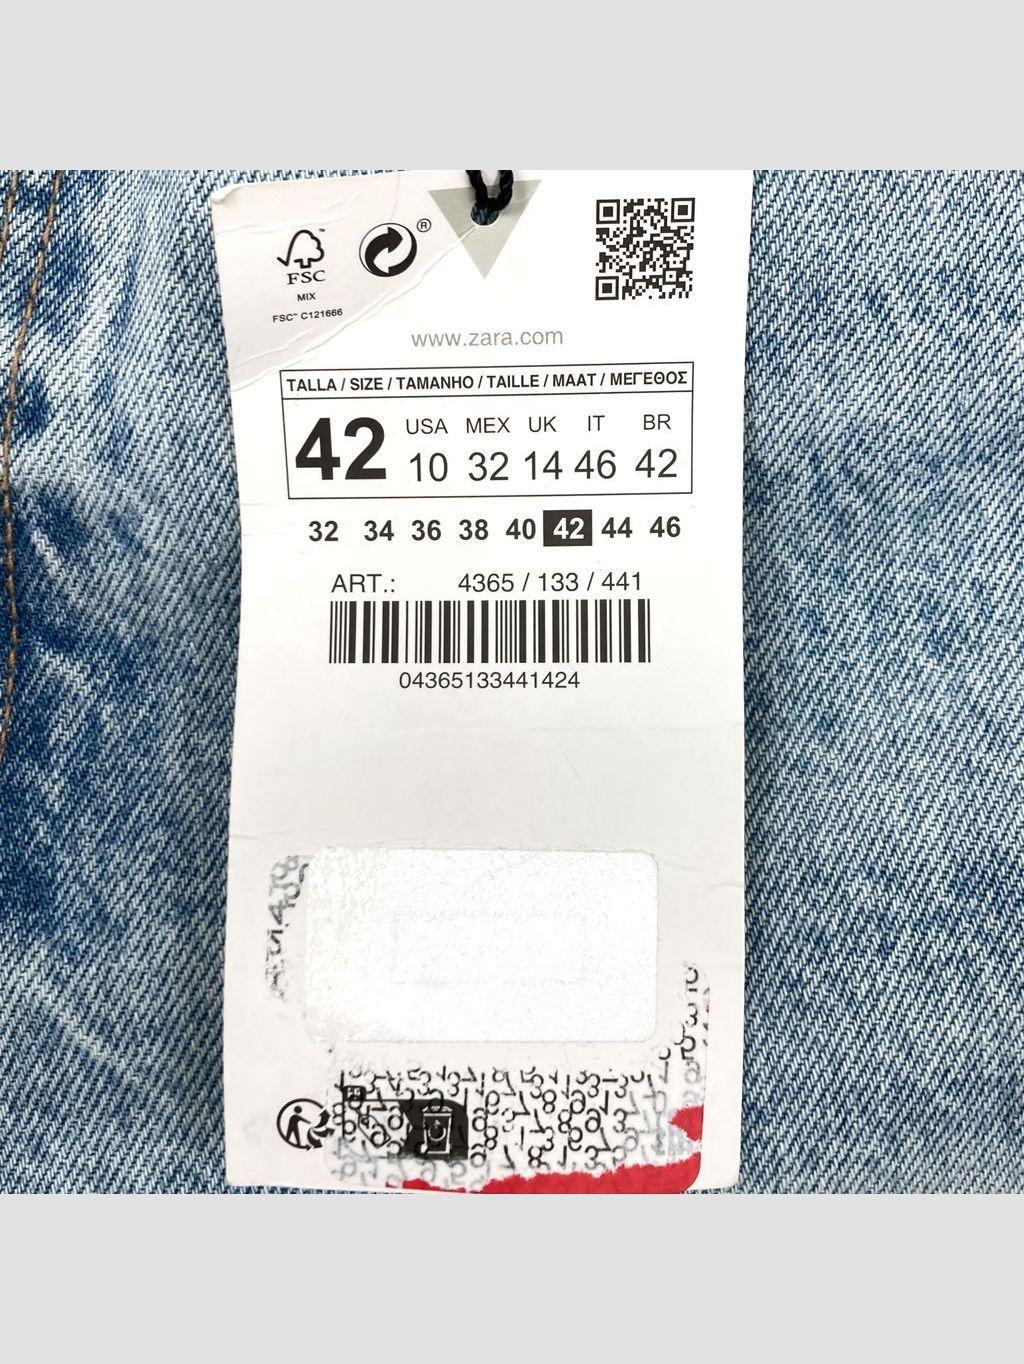 FSC™
MIX
FSC™ C121666
®
www.zara.com
TALLA / SIZE / TAMANHO / TAILLE / MAAT / ΜΕΓΕΘΟΣ
42 USA MEX UK IT BR
10 32 14 46 42
32 34 36 38 40 42 44 46
ART.: 4365 / 133 / 441
04365133441424